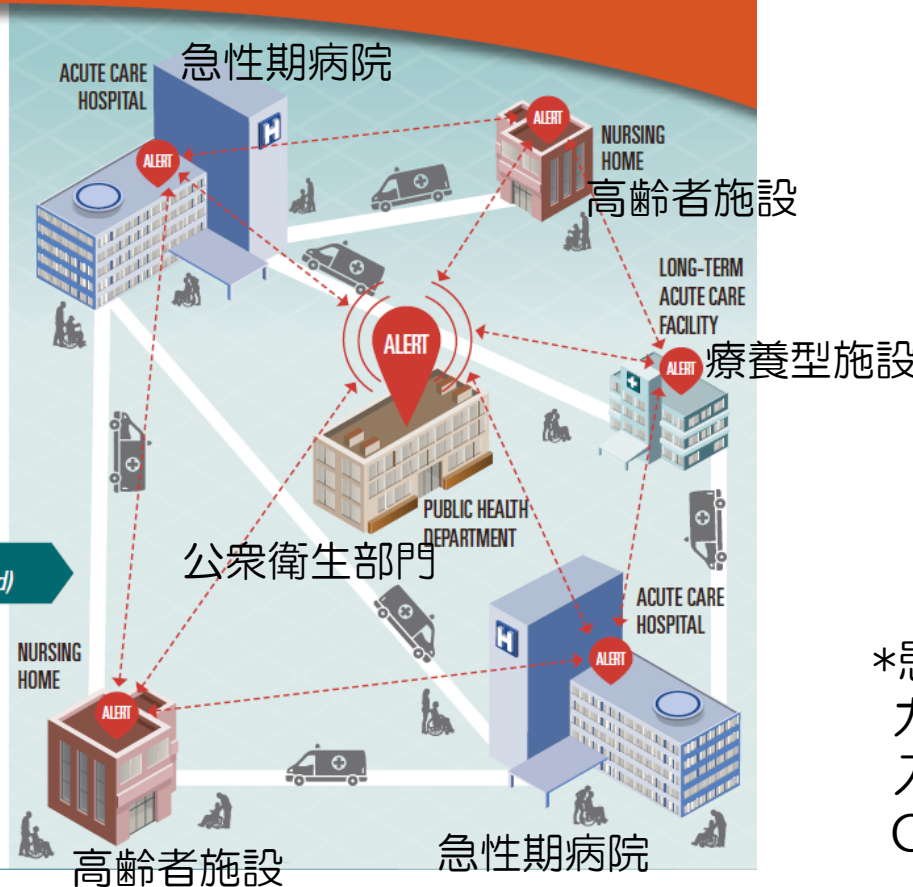 急性期病院
ACUTE CARE
HOSPITAL
H
ALERT
ALERT
NURSING
HOME
高齢者施設
LONG-TERM
ACUTE CARE
FACILITY
ALERT
療養型施設
ALERT
PUBLIC HEALTH
DEPARTMENT
公衆衛生部門
d)
ACUTE CARE
HOSPITAL
H
ALERT
NURSING
HOME
ALERT
高齢者施設
急性期病院
*患